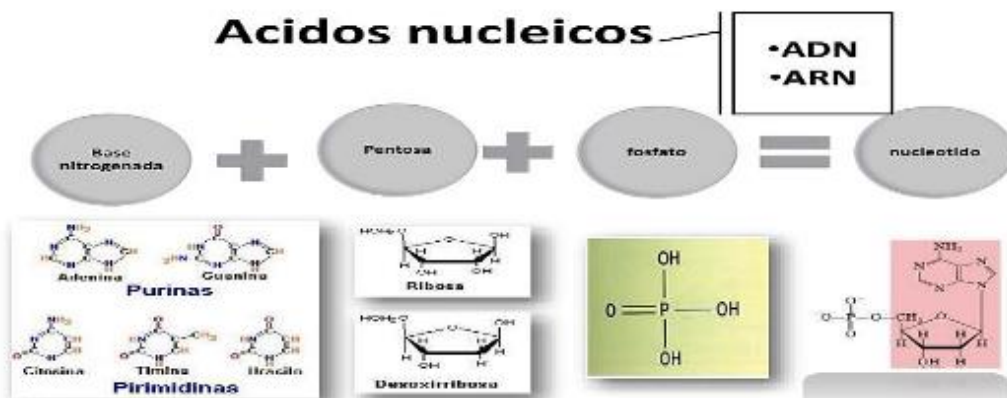 Acidos nucleicos
•ADN
•ARN
Base
nitrogenada
Pentosa
fosfato
nucleotido
Adenina
Guanina
Purinas
Citosina
Timina
Uracilo
Pirimidinas
Ribosa
Desoxirribosa
OH
O
P
OH
OH
NH₂